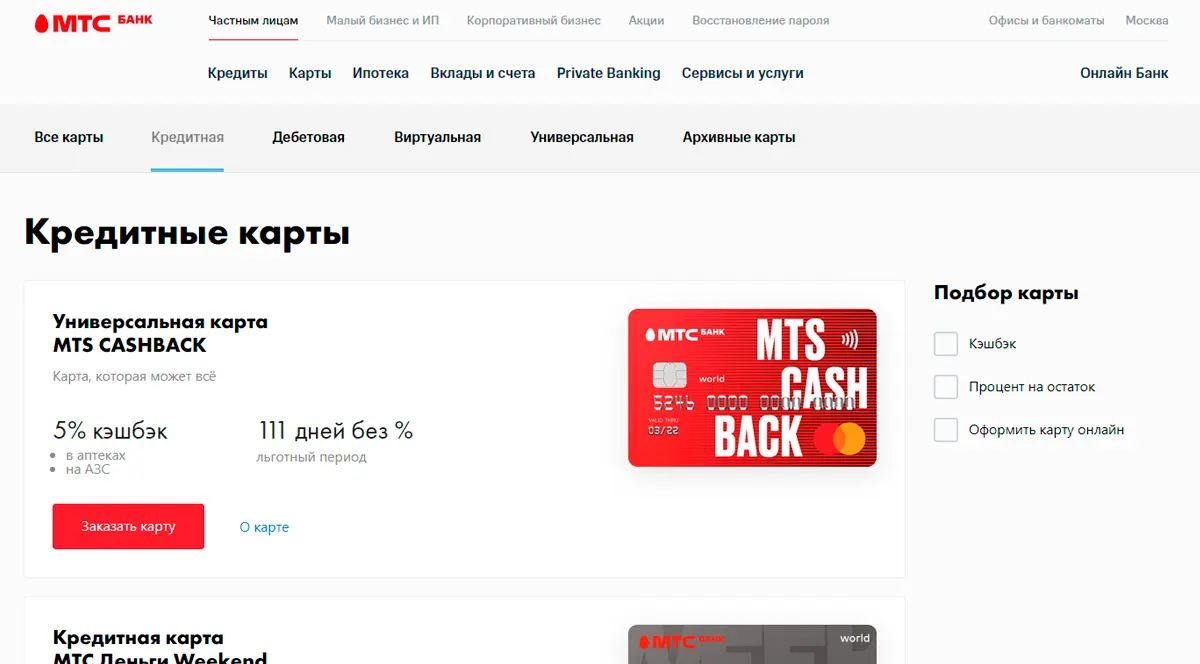 МТС БАНК
Частным лицам Малый бизнес и ИП Корпоративный бизнес Акции Восстановление пароля Офисы и банкоматы Москва
Кредиты Карты Ипотека Вклады и счета Private Banking Сервисы и услуги Онлайн Банк
Все карты Кредитная Дебетовая Виртуальная Универсальная Архивные карты
Кредитные карты
Универсальная карта
MTS CASHBACK
Карта, которая может всё
5% кэшбэк
в аптеках
на АЗС
111 дней без %
льготный период
Заказать карту О карте
МТС БАНК
MTS
CASH
BACK
world
5246 0000 0000 0000
VALID THRU
03/22
Подбор карты
Кэшбэк
Процент на остаток
Оформить карту онлайн
Кредитная карта
МТС Деньги Weekend
МТС БАНК
world